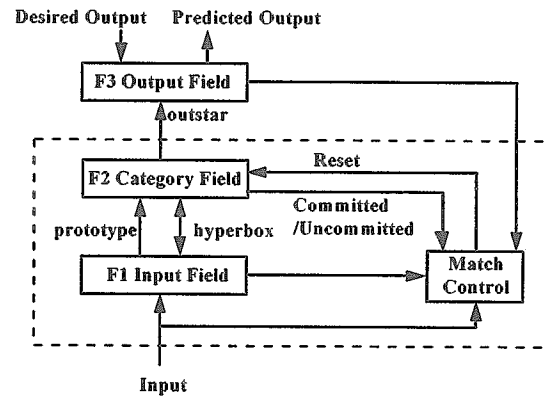 Desired Output
Predicted Output
F3 Output Field
outstar
Reset
F2 Category Field
Committed
/Uncommitted
prototype
hyperbox
F1 Input Field
Match
Control
Input